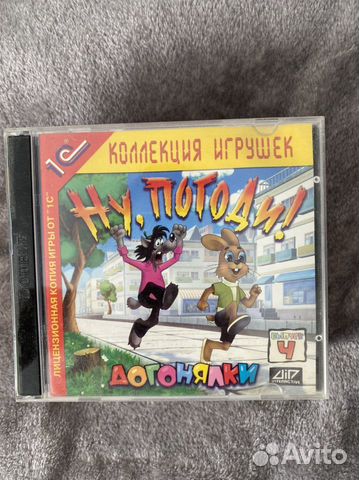 1С
КОЛЛЕКЦИЯ ИГРУШЕК
НУ, ПОГОДИ!
ЛИЦЕНЗИОННАЯ КОПИЯ ИГРЫ ОТ "1С"
ВЫПУСК
4
ДОГОНЯЛКИ
Avito